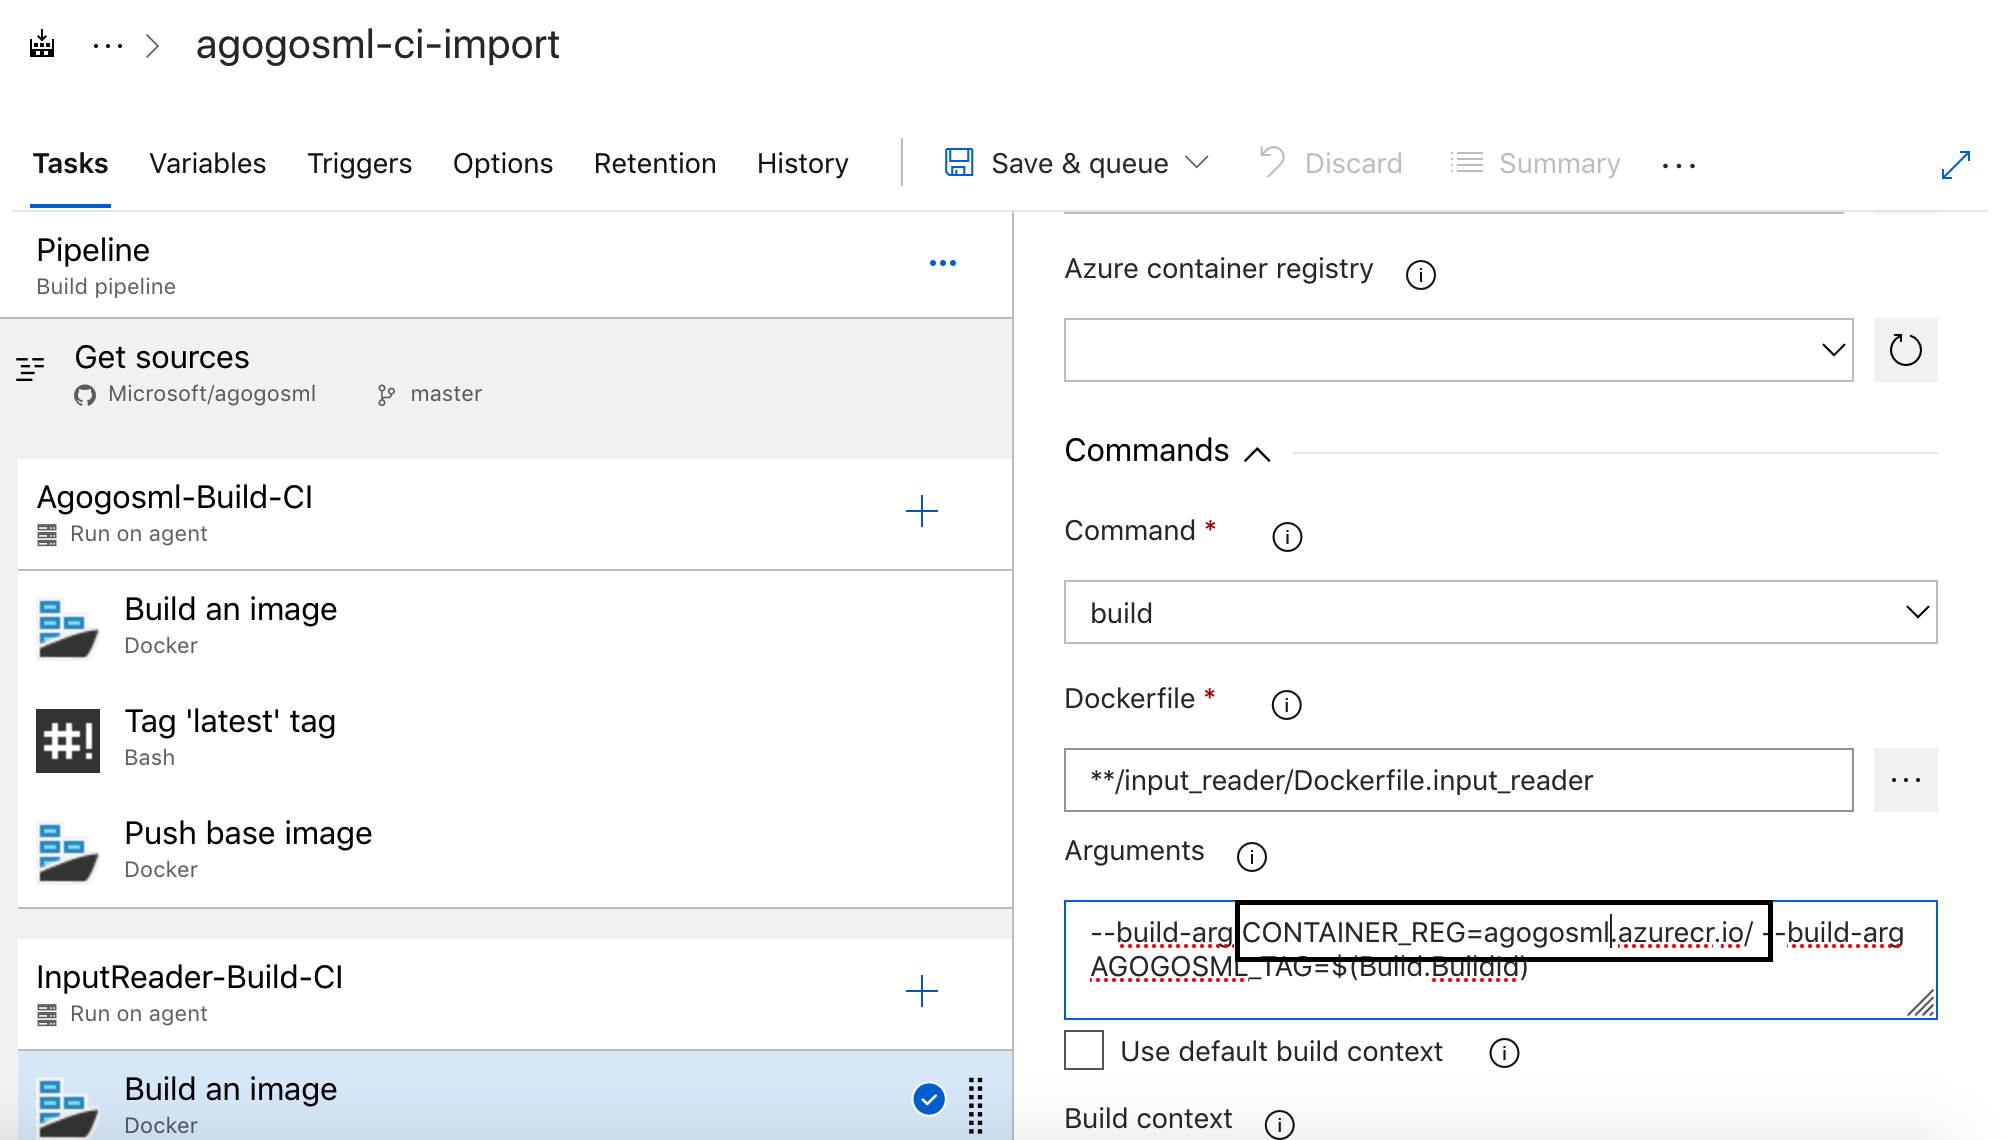 ... > agogosml-ci-import
Tasks Variables Triggers Options Retention History Save & queue Discard Summary ...
Pipeline
Build pipeline
Get sources
Microsoft/agogosml master
Agogosml-Build-CI
Run on agent
Build an image
Docker
#! Tag 'latest' tag
Bash
Push base image
Docker
InputReader-Build-CI
Run on agent
Build an image
Docker
Azure container registry
Commands
Command *
build
Dockerfile *
**/input_reader/Dockerfile.input_reader
Arguments
--build-arg CONTAINER_REG=agogosml.azurecr.io/ --build-arg
AGOGOSML_TAG=$(Build.BuildId)
Use default build context
Build context